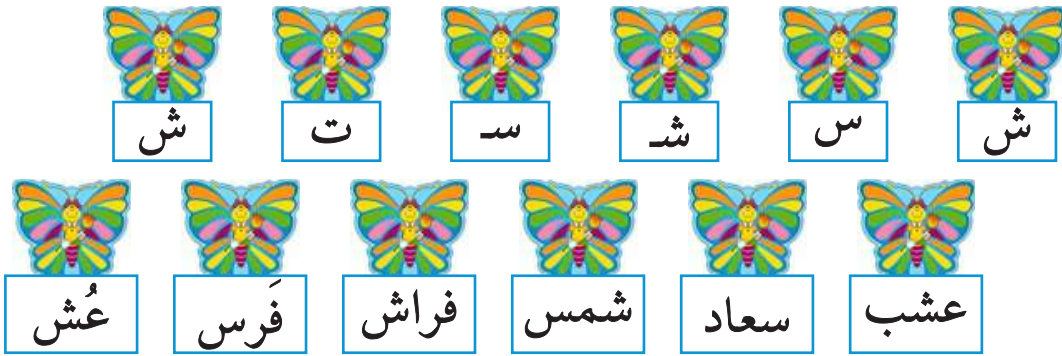 ش س شـ سـ ت ش
عشب سعاد شمس فراش فَرس عُش